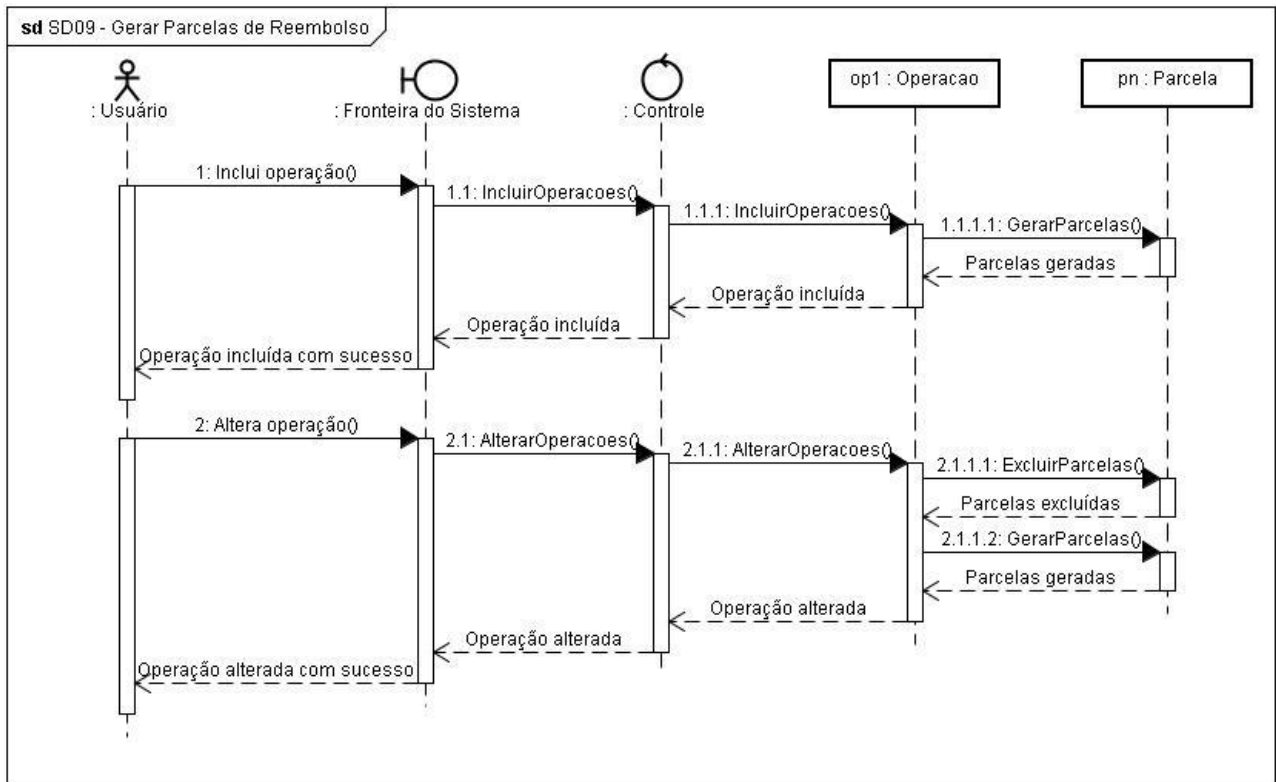 sd SD09 - Gerar Parcelas de Reembolso
: Usuário
: Fronteira do Sistema
: Controle
op1 : Operacao
pn : Parcela
1: Inclui operação()
1.1: IncluirOperacoes()
1.1.1: IncluirOperacoes()
1.1.1.1: GerarParcelas()
Parcelas geradas
Operação incluída
Operação incluída
Operação incluída com sucesso
2: Altera operação()
2.1: AlterarOperacoes()
2.1.1: AlterarOperacoes()
2.1.1.1: ExcluirParcelas()
Parcelas excluídas
2.1.1.2: GerarParcelas()
Parcelas geradas
Operação alterada
Operação alterada
Operação alterada com sucesso